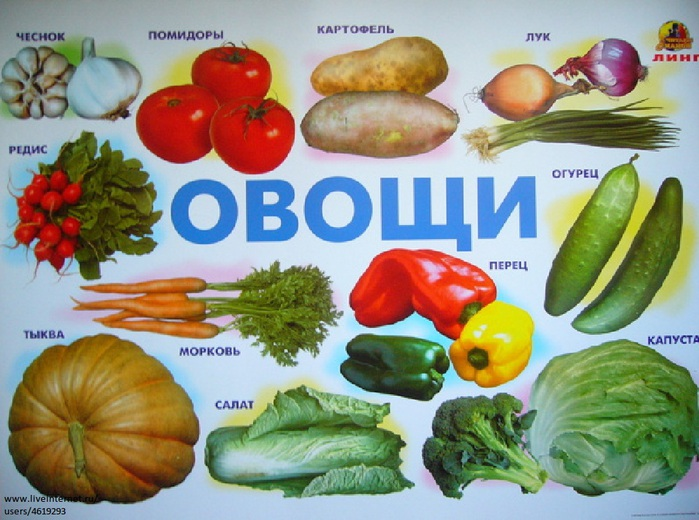 ЧЕСНОК
ПОМИДОРЫ
КАРТОФЕЛЬ
ЛУК
ЛИНГ
РЕДИС
ОВОЩИ
ОГУРЕЦ
ПЕРЕЦ
ТЫКВА
МОРКОВЬ
КАПУСТА
САЛАТ
www.liveinternet.ru/
users/4619293